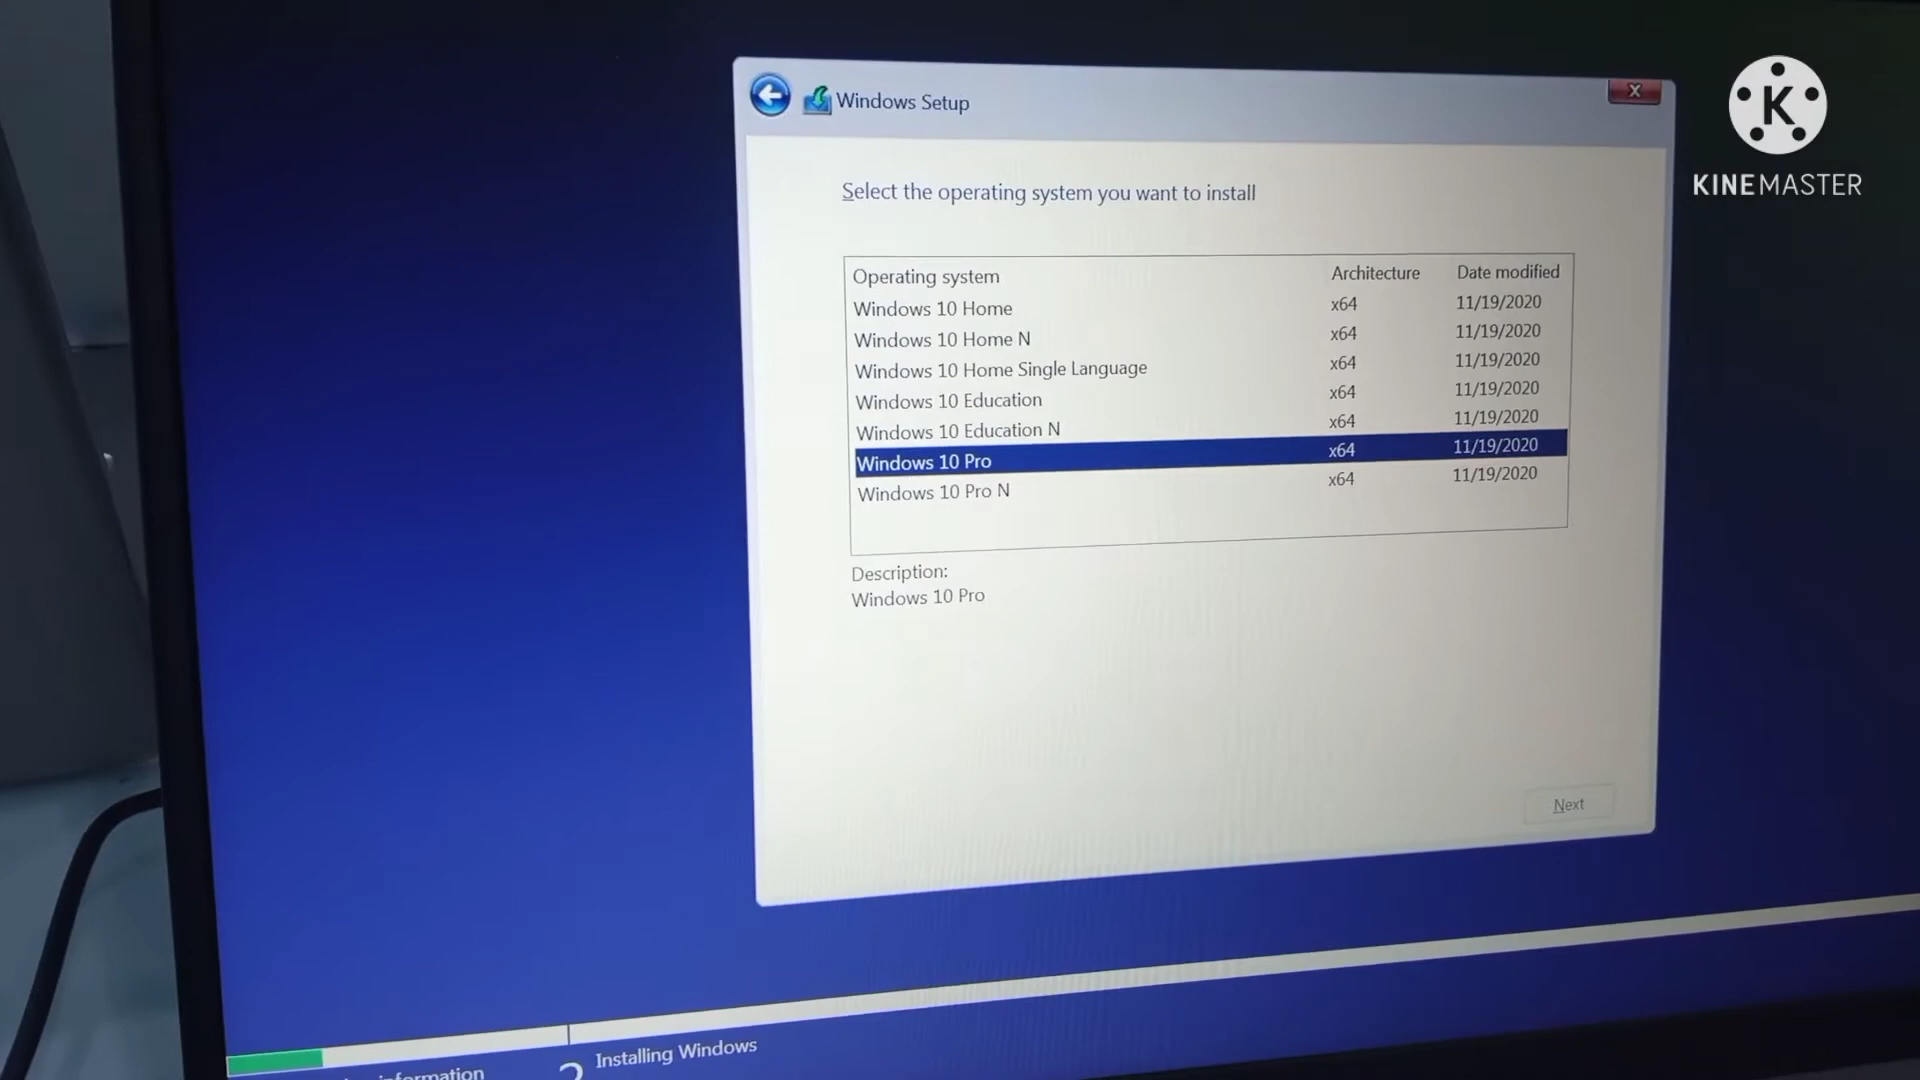 Windows Setup
X
K
KINEMASTER
Select the operating system you want to install
Operating system Architecture Date modified
Windows 10 Home x64 11/19/2020
Windows 10 Home N x64 11/19/2020
Windows 10 Home Single Language x64 11/19/2020
Windows 10 Education x64 11/19/2020
Windows 10 Education N x64 11/19/2020
Windows 10 Pro x64 11/19/2020
Windows 10 Pro N x64 11/19/2020
Description:
Windows 10 Pro
Next
2 Installing Windows
information